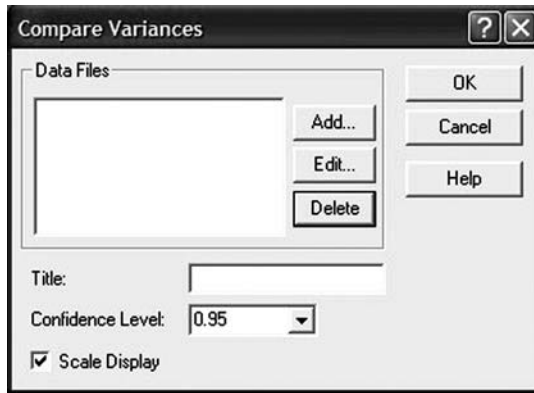 Compare Variances
Data Files
Add...
Edit...
Delete
OK
Cancel
Help
Title:
Confidence Level: 0.95
Scale Display